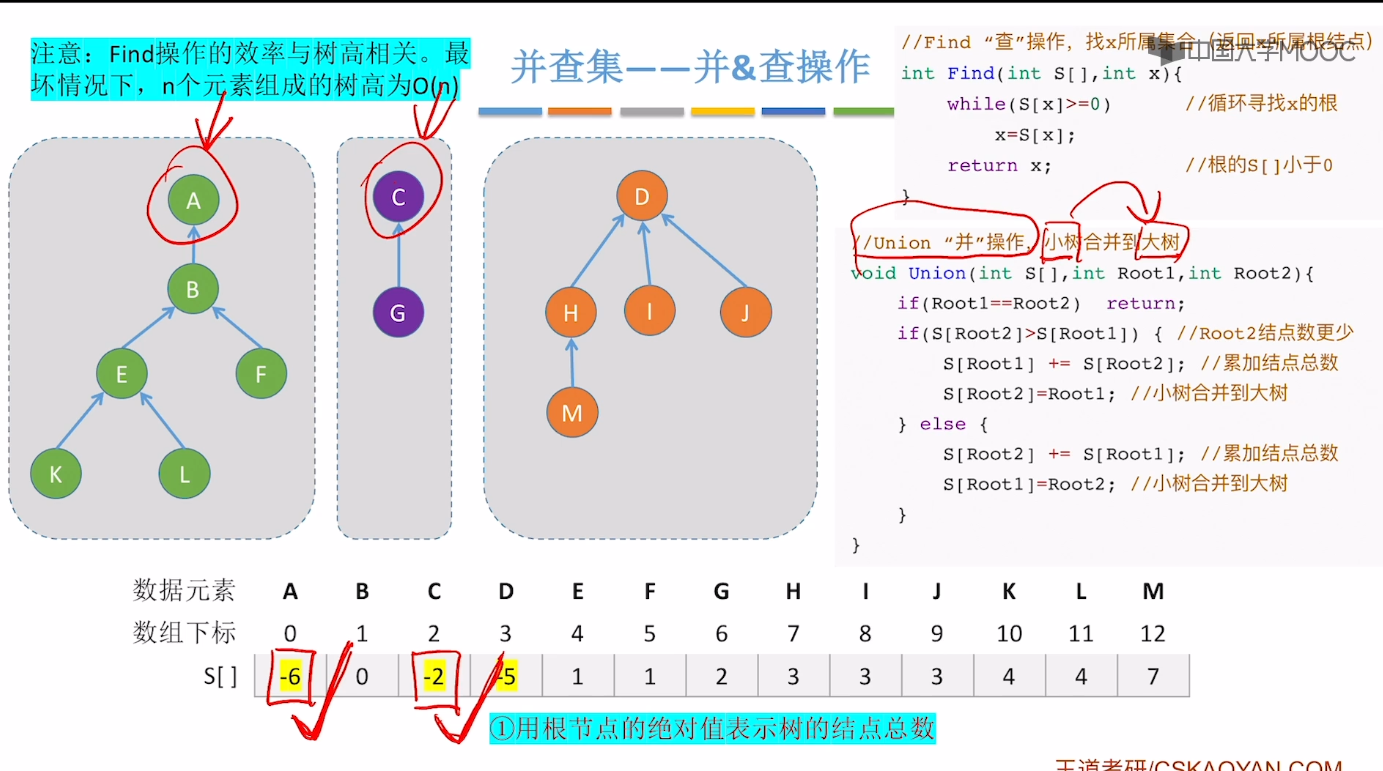 注意：Find操作的效率与树高相关。最
坏情况下，n个元素组成的树高为O(n)
并查集——并&查操作
中国大学MOOC
//Find “查”操作，找x所属集合（返回x所属根结点）
int Find(int S[],int x){
while(S[x]>=0) //循环寻找x的根
x=S[x];
return x; //根的S[]小于0
}
//Union “并”操作，小树合并到大树
void Union(int S[],int Root1,int Root2){
if(Root1==Root2) return;
if(S[Root2]>S[Root1]) { //Root2结点数更少
S[Root1] += S[Root2]; //累加结点总数
S[Root2]=Root1; //小树合并到大树
} else {
S[Root2] += S[Root1]; //累加结点总数
S[Root1]=Root2; //小树合并到大树
}
}
A
B
E
F
K
L
C
G
D
H
I
J
M
数据元素 A B C D E F G H I J K L M
数组下标 0 1 2 3 4 5 6 7 8 9 10 11 12
S[] -6 0 -2 -5 1 1 2 3 3 3 4 4 7
①用根节点的绝对值表示树的结点总数
王道考研/CSKAOYAN.COM